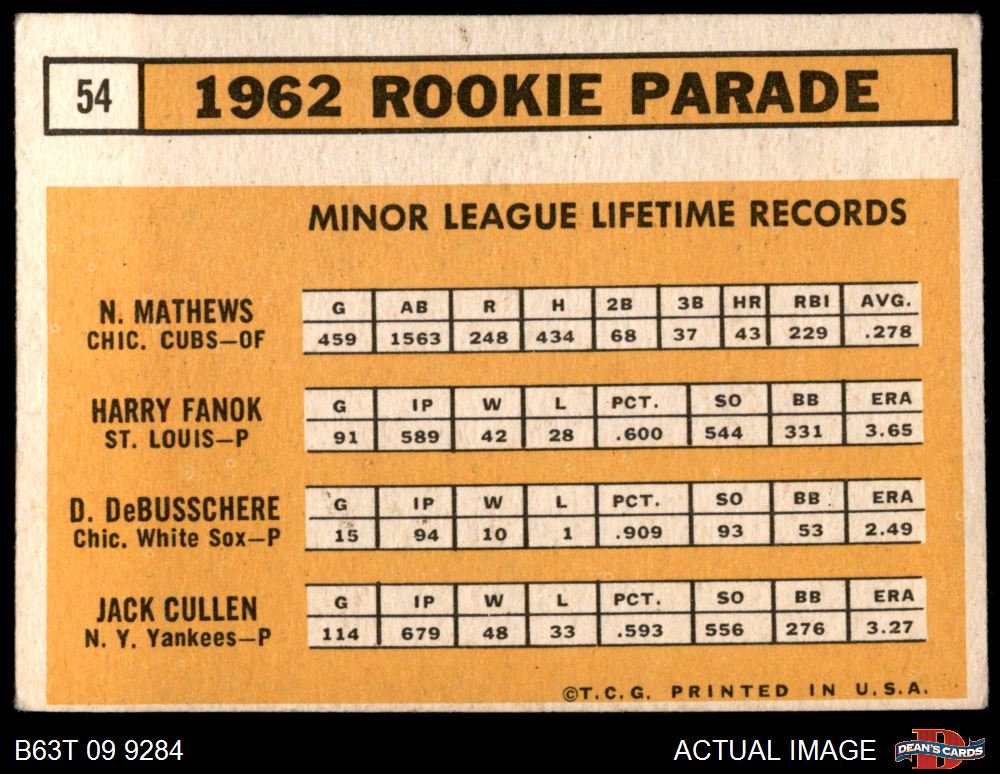 54 1962 ROOKIE PARADE
MINOR LEAGUE LIFETIME RECORDS
N. MATHEWS
CHIC. CUBS—OF
G AB R H 2B 3B HR RBI AVG.
459 1563 248 434 68 37 43 229 .278
HARRY FANOK
ST. LOUIS—P
G IP W L PCT. SO BB ERA
91 589 42 28 .600 544 331 3.65
D. DeBUSSCHERE
Chic. White Sox—P
G IP W L PCT. SO BB ERA
15 94 10 1 .909 93 53 2.49
JACK CULLEN
N. Y. Yankees—P
G IP W L PCT. SO BB ERA
114 679 48 33 .593 556 276 3.27
©T.C.G. PRINTED IN U.S.A.
B63T 09 9284
ACTUAL IMAGE
D
DEAN'S CARDS